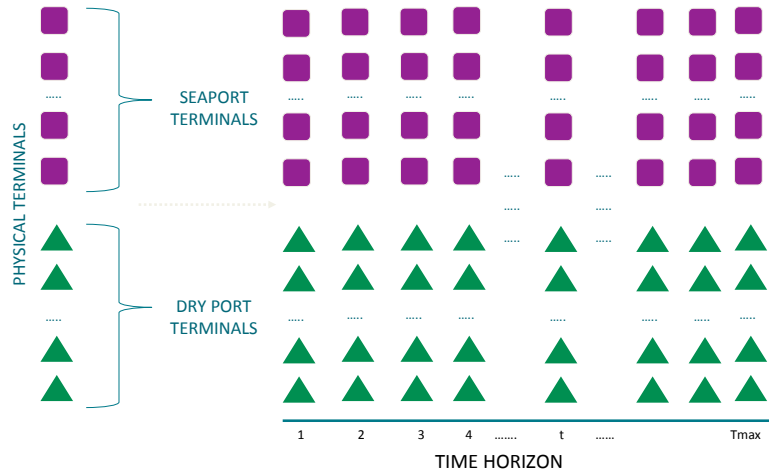 PHYSICAL TERMINALS
SEAPORT
TERMINALS
DRY PORT
TERMINALS
.....
..... ..... ..... ..... ..... ..... ..... .....
..... .....
..... .....
..... .....
.....
..... ..... ..... ..... ..... ..... ..... .....
1 2 3 4 ....... t ...... Tmax
TIME HORIZON